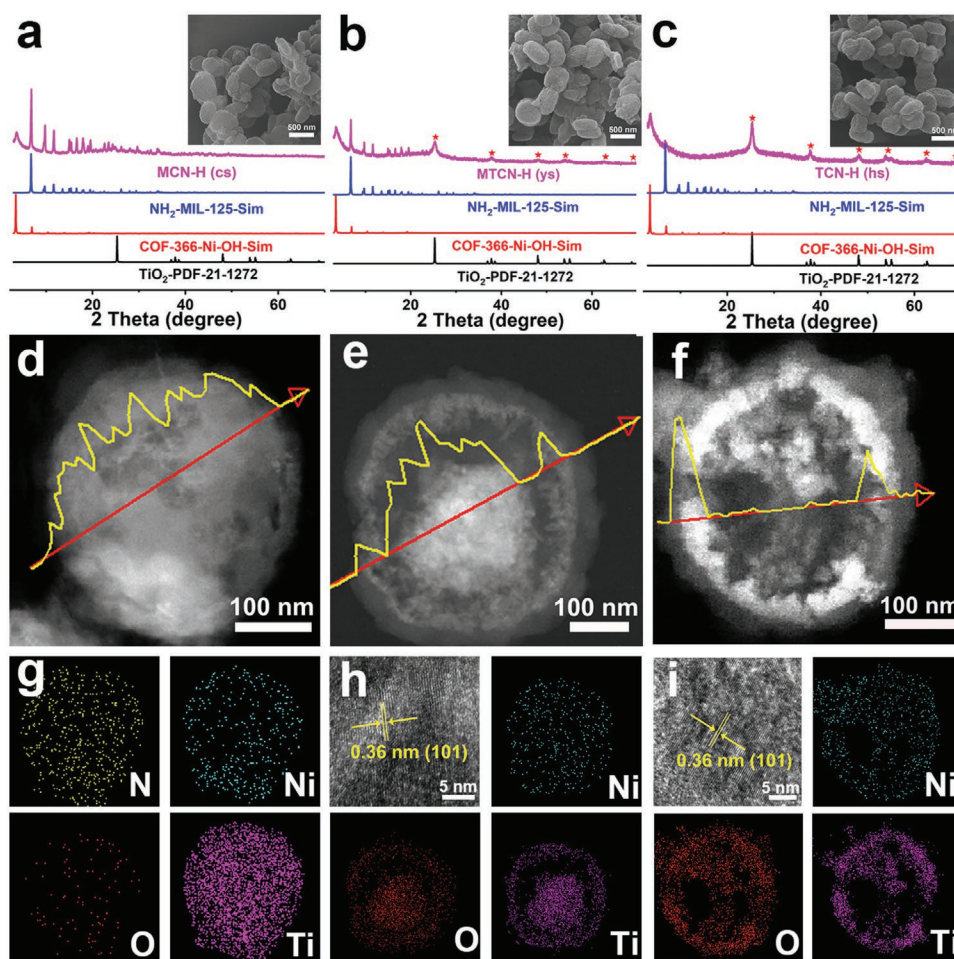 a
500 nm
MCN-H (cs)
NH₂-MIL-125-Sim
COF-366-Ni-OH-Sim
TiO₂-PDF-21-1272
20 40 60
2 Theta (degree)
b
500 nm
MTCN-H (ys)
NH₂-MIL-125-Sim
COF-366-Ni-OH-Sim
TiO₂-PDF-21-1272
20 40 60
2 Theta (degree)
c
500 nm
TCN-H (hs)
NH₂-MIL-125-Sim
COF-366-Ni-OH-Sim
TiO₂-PDF-21-1272
20 40 60
2 Theta (degree)
d
100 nm
e
100 nm
f
100 nm
g
N
Ni
h
0.36 nm (101)
5 nm
Ni
i
0.36 nm (101)
5 nm
Ni
O
Ti
O
Ti
O
Ti